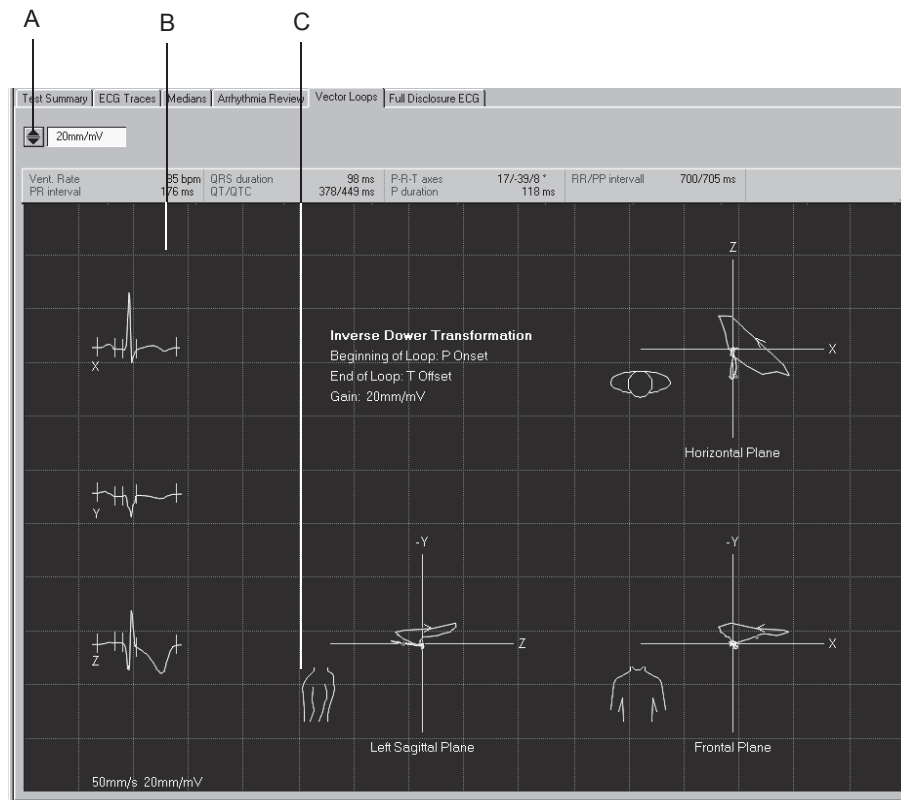 A B C
Test Summary ECG Traces Medians Arrhythmia Review Vector Loops Full Disclosure ECG
20mm/mV
Vent. Rate 85 bpm QRS duration 98 ms P-R-T axes 17/-39/8 ° RR/PP intervall 700/705 ms
PR interval 176 ms QT/QTC 378/449 ms P duration 118 ms
Z
Inverse Dower Transformation
X
Beginning of Loop: P Onset
X
End of Loop: T Offset
Gain: 20mm/mV
Horizontal Plane
Y
-Y -Y
Z Z X
Left Sagittal Plane Frontal Plane
50mm/s 20mm/mV